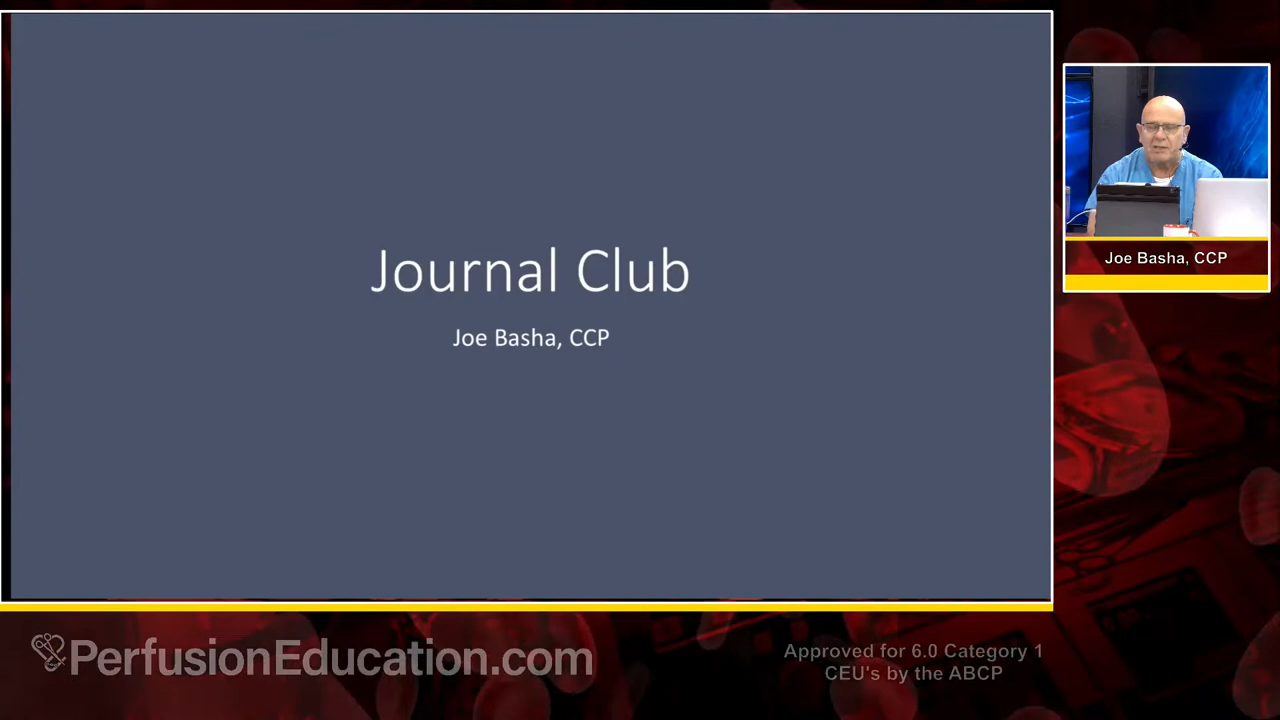 Journal Club
Joe Basha, CCP
Joe Basha, CCP
PerfusionEducation.com
Approved for 6.0 Category 1
CEU's by the ABCP